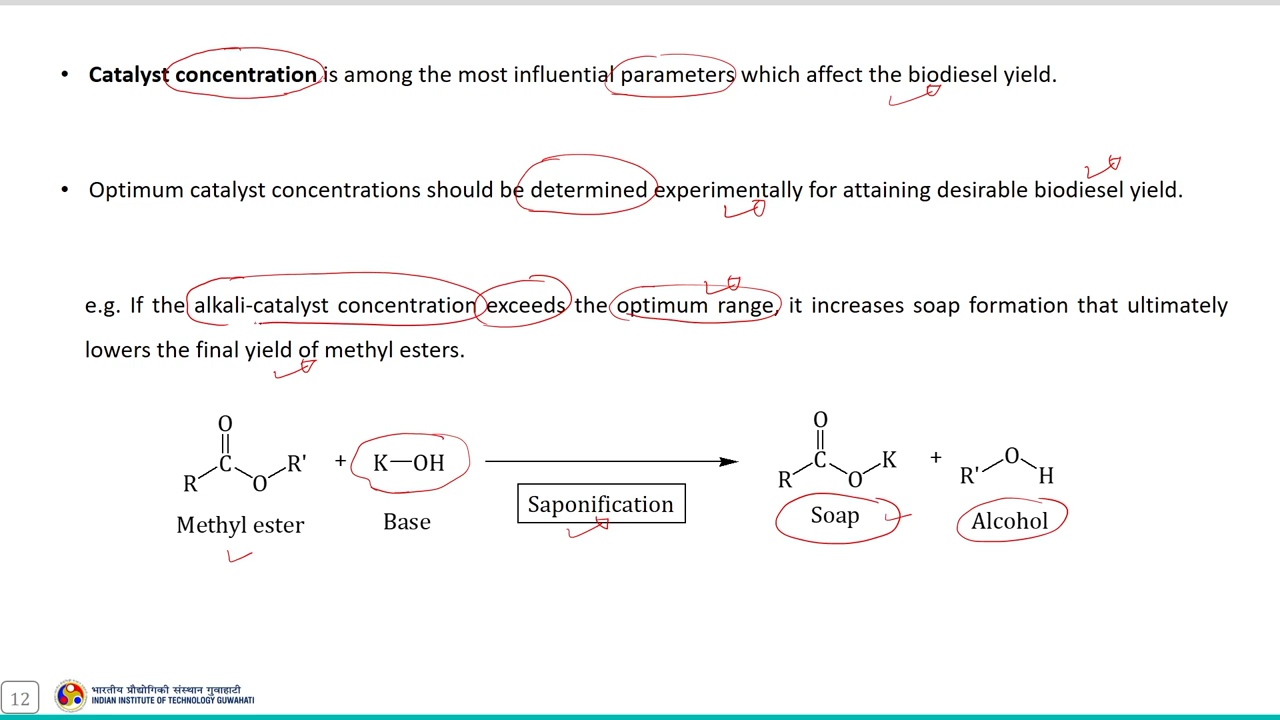 • Catalyst concentration is among the most influential parameters which affect the biodiesel yield.
• Optimum catalyst concentrations should be determined experimentally for attaining desirable biodiesel yield.
e.g. If the alkali-catalyst concentration exceeds the optimum range, it increases soap formation that ultimately
lowers the final yield of methyl esters.
O O
C R' + K—OH C K + O
R O R O R' H
Saponification
Methyl ester Base Soap Alcohol
12
भारतीय प्रौद्योगिकी संस्थान गुवाहाटी
INDIAN INSTITUTE OF TECHNOLOGY GUWAHATI